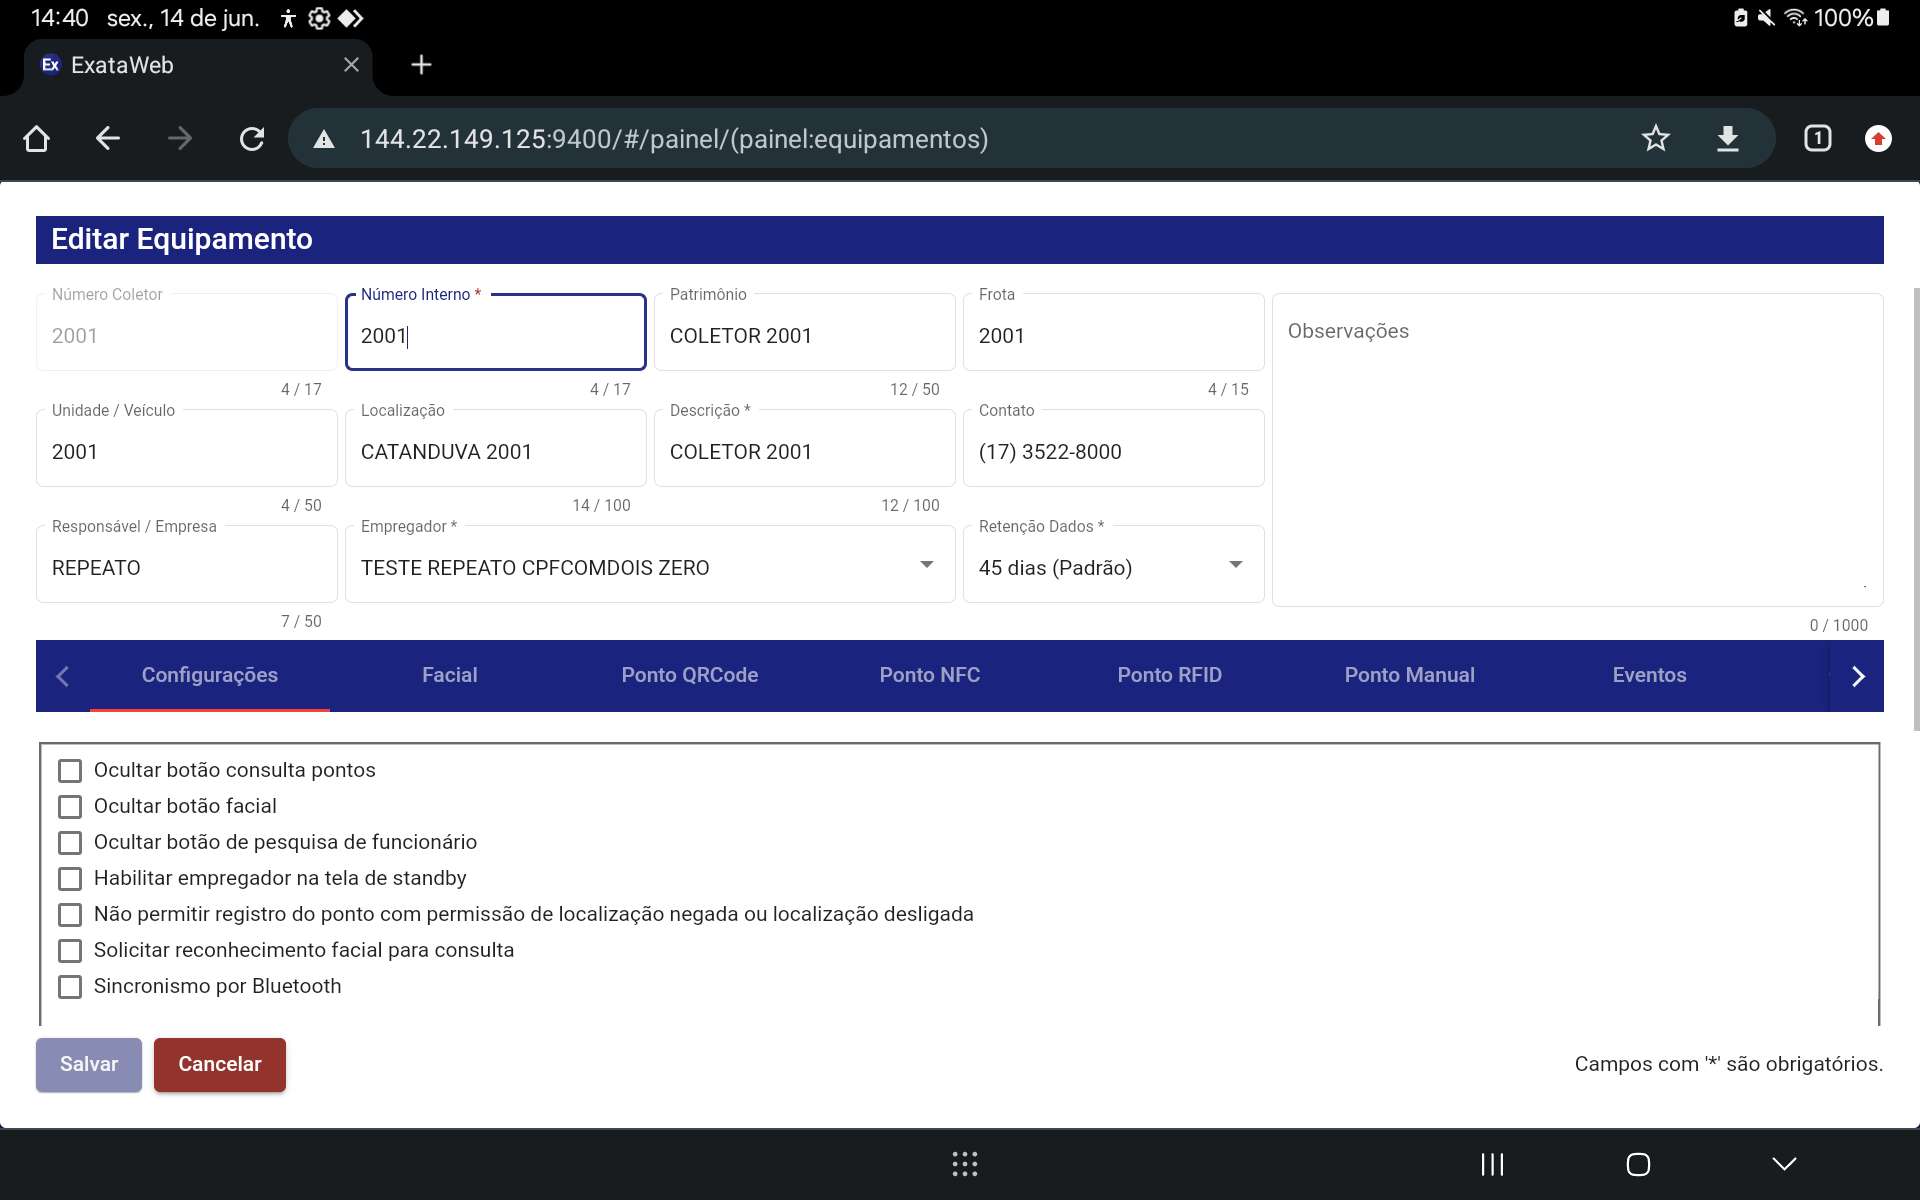 14:40 sex., 14 de jun.
100%
Ex ExataWeb
144.22.149.125:9400/#/painel/(painel:equipamentos)
1
Editar Equipamento
Número Coletor
2001
4 / 17
Número Interno *
2001
4 / 17
Patrimônio
COLETOR 2001
12 / 50
Frota
2001
4 / 15
Observações
0 / 1000
Unidade / Veículo
2001
4 / 50
Localização
CATANDUVA 2001
14 / 100
Descrição *
COLETOR 2001
12 / 100
Contato
(17) 3522-8000
Responsável / Empresa
REPEATO
7 / 50
Empregador *
TESTE REPEATO CPFCOMDOIS ZERO
Retenção Dados *
45 dias (Padrão)
Configurações Facial Ponto QRCode Ponto NFC Ponto RFID Ponto Manual Eventos
Ocultar botão consulta pontos
Ocultar botão facial
Ocultar botão de pesquisa de funcionário
Habilitar empregador na tela de standby
Não permitir registro do ponto com permissão de localização negada ou localização desligada
Solicitar reconhecimento facial para consulta
Sincronismo por Bluetooth
Salvar Cancelar
Campos com '*' são obrigatórios.